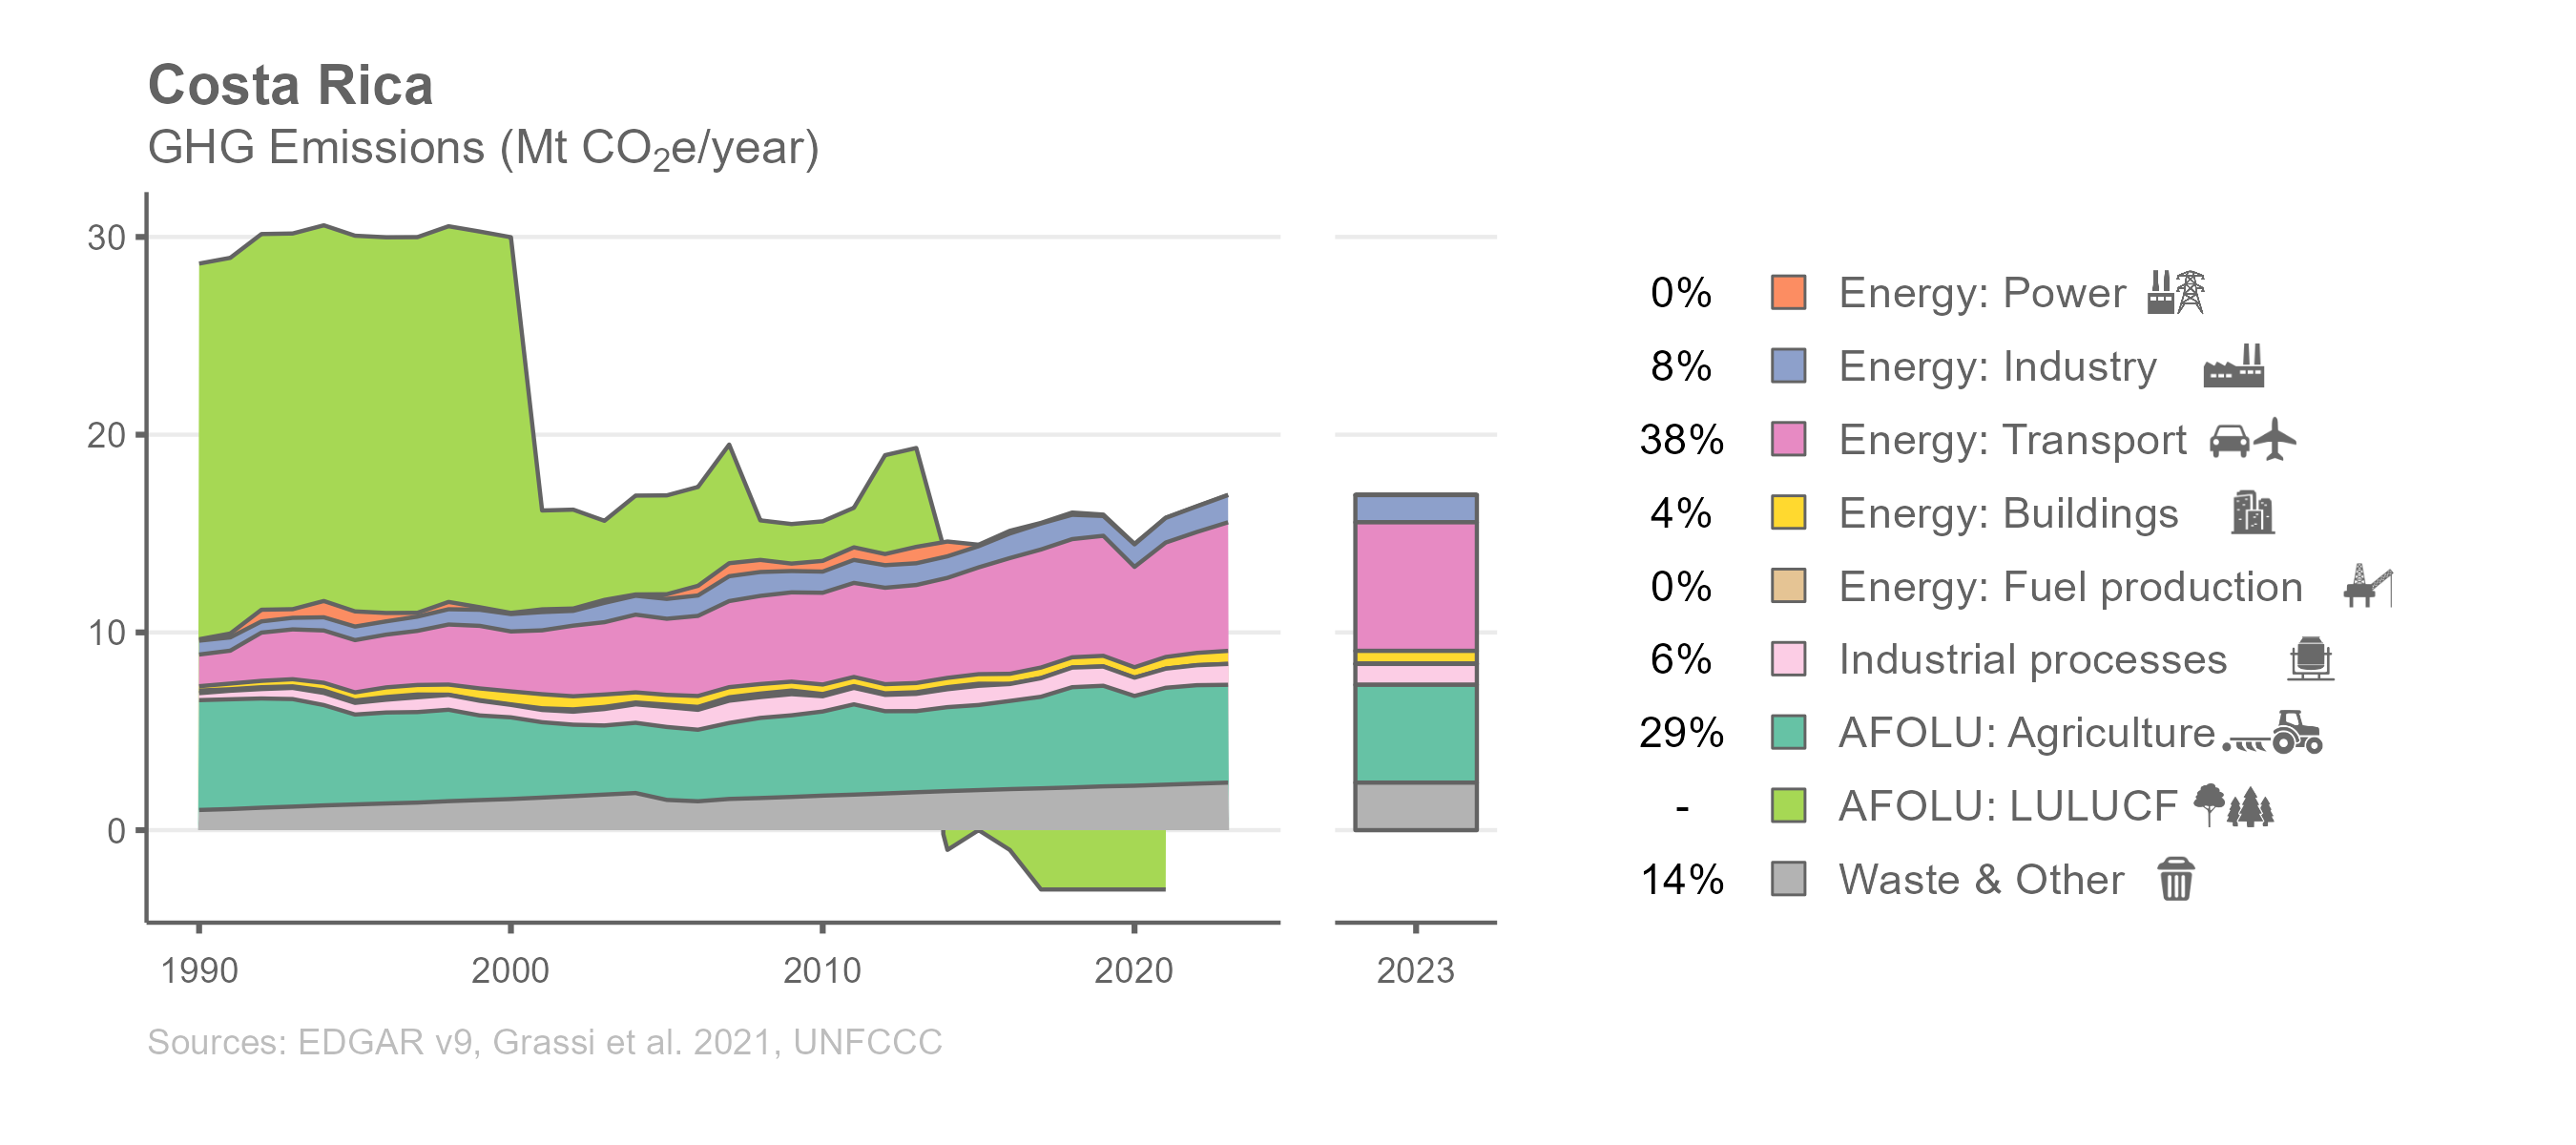 Costa Rica
GHG Emissions (Mt CO₂e/year)
30
20
10
0
1990 2000 2010 2020 2023
0% Energy: Power
8% Energy: Industry
38% Energy: Transport
4% Energy: Buildings
0% Energy: Fuel production
6% Industrial processes
29% AFOLU: Agriculture
- AFOLU: LULUCF
14% Waste & Other
Sources: EDGAR v9, Grassi et al. 2021, UNFCCC